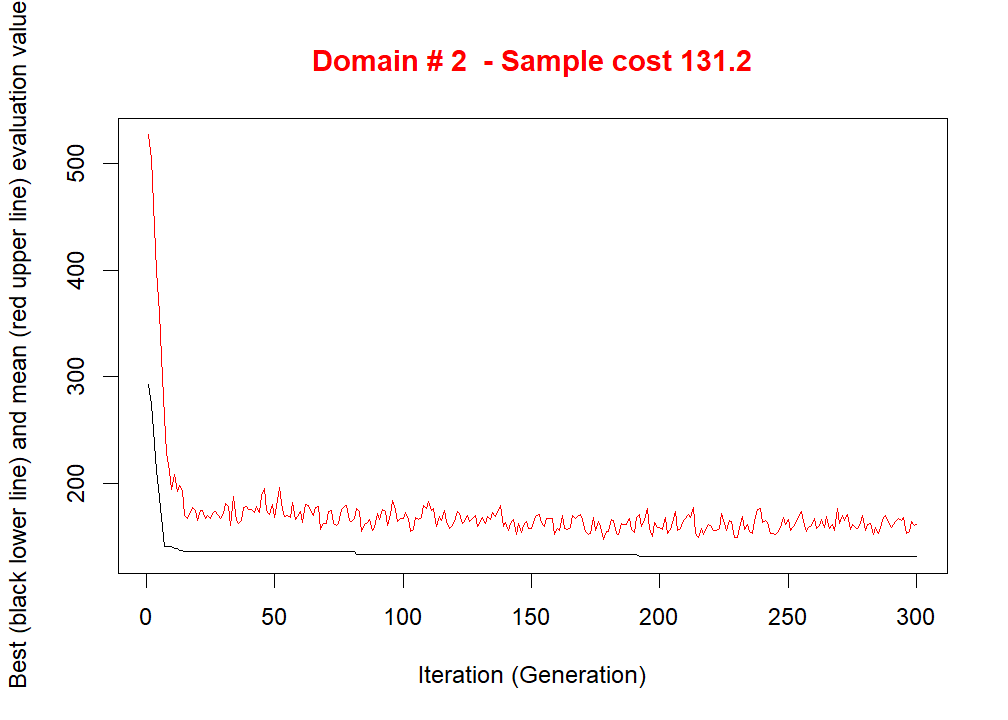 Domain # 2  - Sample cost 131.2
Best (black lower line) and mean (red upper line) evaluation value
500
400
300
200
0 50 100 150 200 250 300
Iteration (Generation)